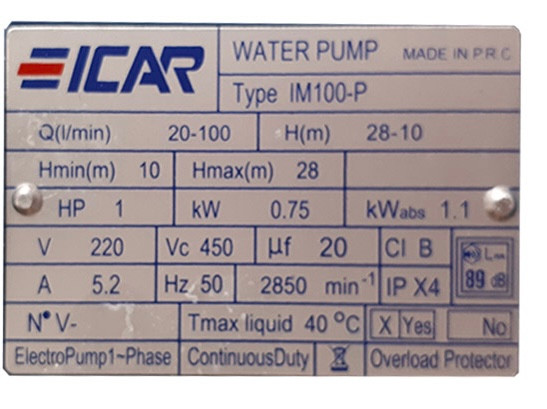 EICAR
WATER PUMP MADE IN P.R.C
Type IM100-P
Q(l/min) 20-100 H(m) 28-10
Hmin(m) 10 Hmax(m) 28
HP 1 kW 0.75 kWabs 1.1
V 220 Vc 450 µf 20 Cl B
A 5.2 Hz 50 2850 min⁻¹ IP X4 89 dB
N° V- Tmax liquid 40 °C X Yes No
ElectroPump1~Phase ContinuousDuty Overload Protector